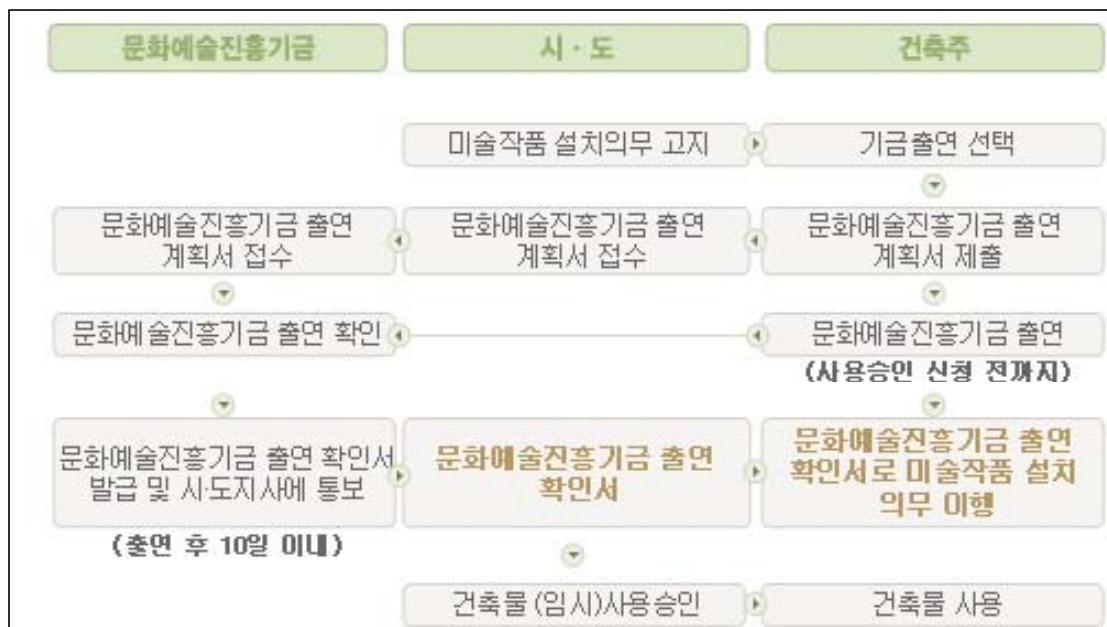 문화예술진흥기금
시 · 도
건축주
미술작품 설치의무 고지
기금출연 선택
문화예술진흥기금 출연
계획서 접수
문화예술진흥기금 출연
계획서 접수
문화예술진흥기금 출연
계획서 제출
문화예술진흥기금 출연 확인
문화예술진흥기금 출연
(사용승인 신청 전까지)
문화예술진흥기금 출연 확인서
발급 및 시·도지사에 통보
(출연 후 10일 이내)
문화예술진흥기금 출연
확인서
문화예술진흥기금 출연
확인서로 미술작품 설치
의무 이행
건축물 (임시)사용승인
건축물 사용